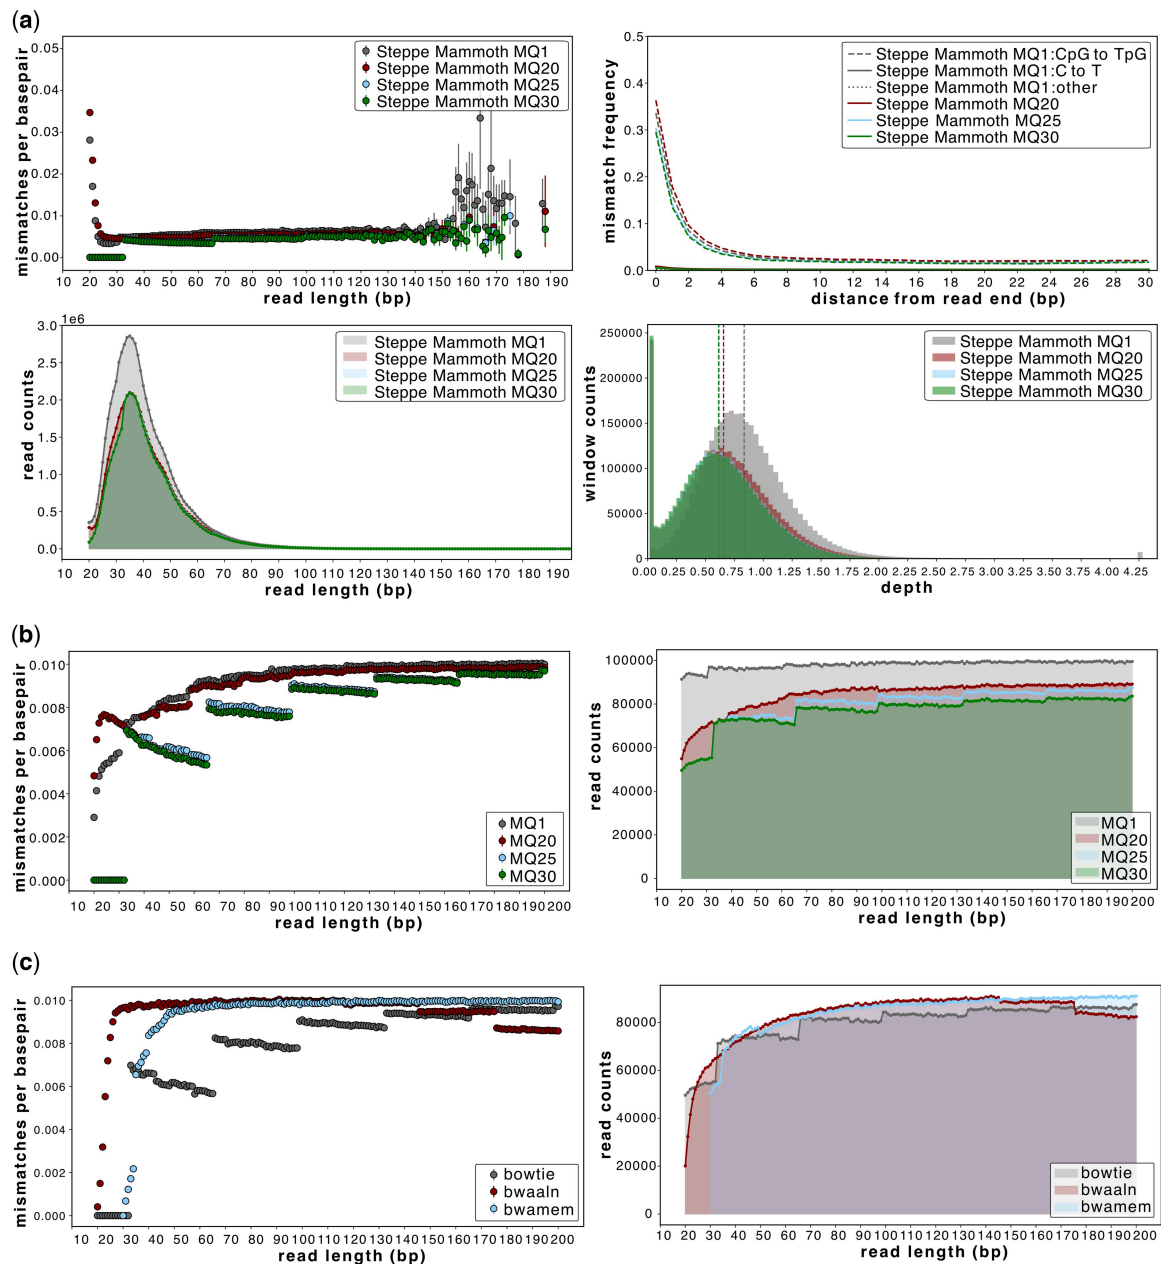 (a)
mismatches per basepair
0.05
0.04
0.03
0.02
0.01
0.00
Steppe Mammoth MQ1
Steppe Mammoth MQ20
Steppe Mammoth MQ25
Steppe Mammoth MQ30
10 20 30 40 50 60 70 80 90 100 110 120 130 140 150 160 170 180 190
read length (bp)
mismatch frequency
0.5
0.4
0.3
0.2
0.1
0.0
Steppe Mammoth MQ1:CpG to TpG
Steppe Mammoth MQ1:C to T
Steppe Mammoth MQ1:other
Steppe Mammoth MQ20
Steppe Mammoth MQ25
Steppe Mammoth MQ30
0 2 4 6 8 10 12 14 16 18 20 22 24 26 28 30
distance from read end (bp)
1e6
read counts
3.0
2.5
2.0
1.5
1.0
0.5
0.0
Steppe Mammoth MQ1
Steppe Mammoth MQ20
Steppe Mammoth MQ25
Steppe Mammoth MQ30
10 20 30 40 50 60 70 80 90 100 110 120 130 140 150 160 170 180 190
read length (bp)
window counts
250000
200000
150000
100000
50000
0
Steppe Mammoth MQ1
Steppe Mammoth MQ20
Steppe Mammoth MQ25
Steppe Mammoth MQ30
0.00 0.25 0.50 0.75 1.00 1.25 1.50 1.75 2.00 2.25 2.50 2.75 3.00 3.25 3.50 3.75 4.00 4.25
depth
(b)
mismatches per basepair
0.010
0.008
0.006
0.004
0.002
0.000
MQ1
MQ20
MQ25
MQ30
10 20 30 40 50 60 70 80 90 100 110 120 130 140 150 160 170 180 190 200
read length (bp)
read counts
100000
80000
60000
40000
20000
0
MQ1
MQ20
MQ25
MQ30
10 20 30 40 50 60 70 80 90 100 110 120 130 140 150 160 170 180 190 200
read length (bp)
(c)
mismatches per basepair
0.010
0.008
0.006
0.004
0.002
0.000
bowtie
bwaaln
bwamem
10 20 30 40 50 60 70 80 90 100 110 120 130 140 150 160 170 180 190 200
read length (bp)
read counts
80000
60000
40000
20000
0
bowtie
bwaaln
bwamem
10 20 30 40 50 60 70 80 90 100 110 120 130 140 150 160 170 180 190 200
read length (bp)